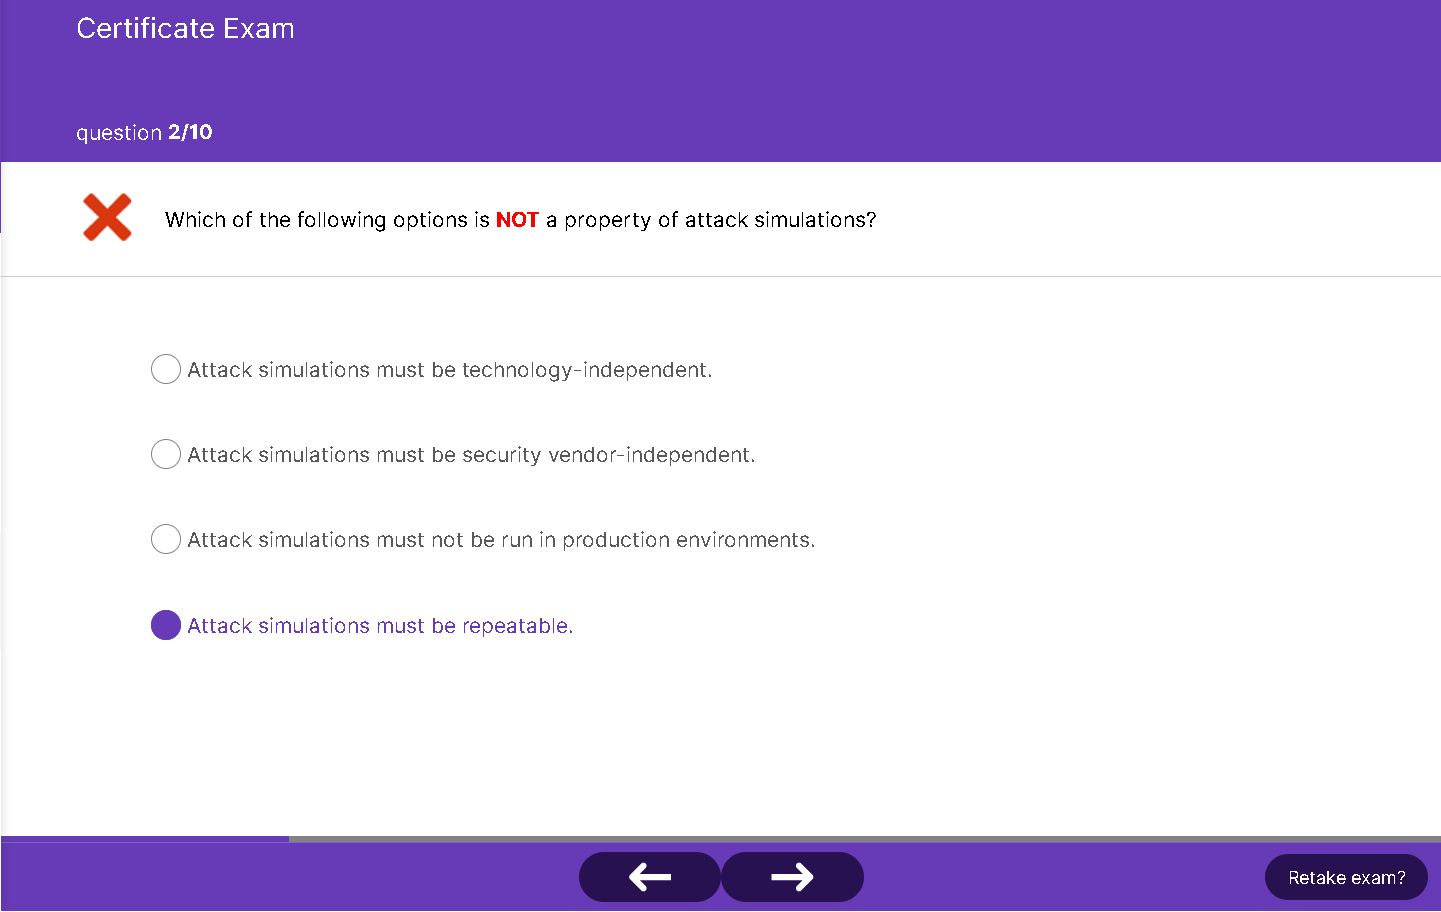 Certificate Exam
question 2/10
Which of the following options is NOT a property of attack simulations?
Attack simulations must be technology-independent.
Attack simulations must be security vendor-independent.
Attack simulations must not be run in production environments.
Attack simulations must be repeatable.
Retake exam?